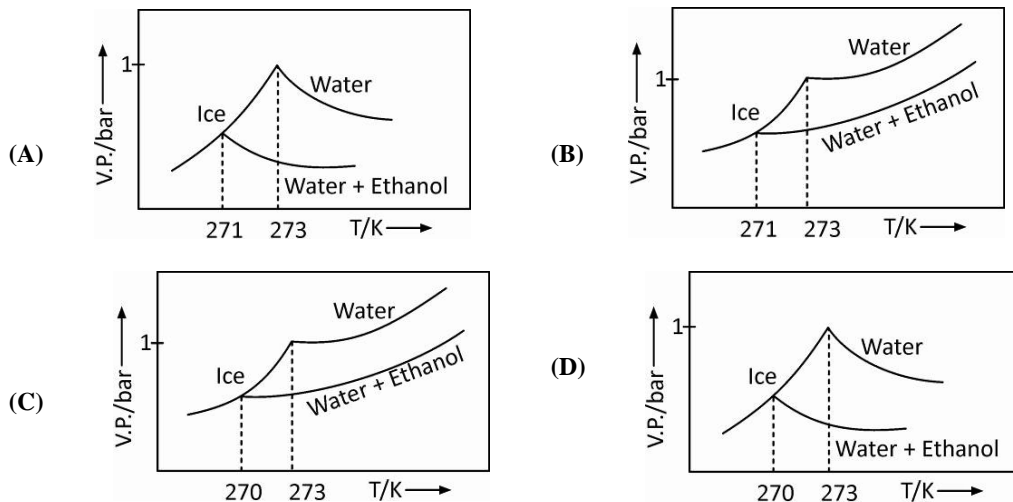 (A)
V.P./bar
1
Ice
Water
Water + Ethanol
271 273 T/K
(B)
V.P./bar
1
Ice
Water
Water + Ethanol
271 273 T/K
(C)
V.P./bar
1
Ice
Water
Water + Ethanol
270 273 T/K
(D)
V.P./bar
1
Ice
Water
Water + Ethanol
270 273 T/K